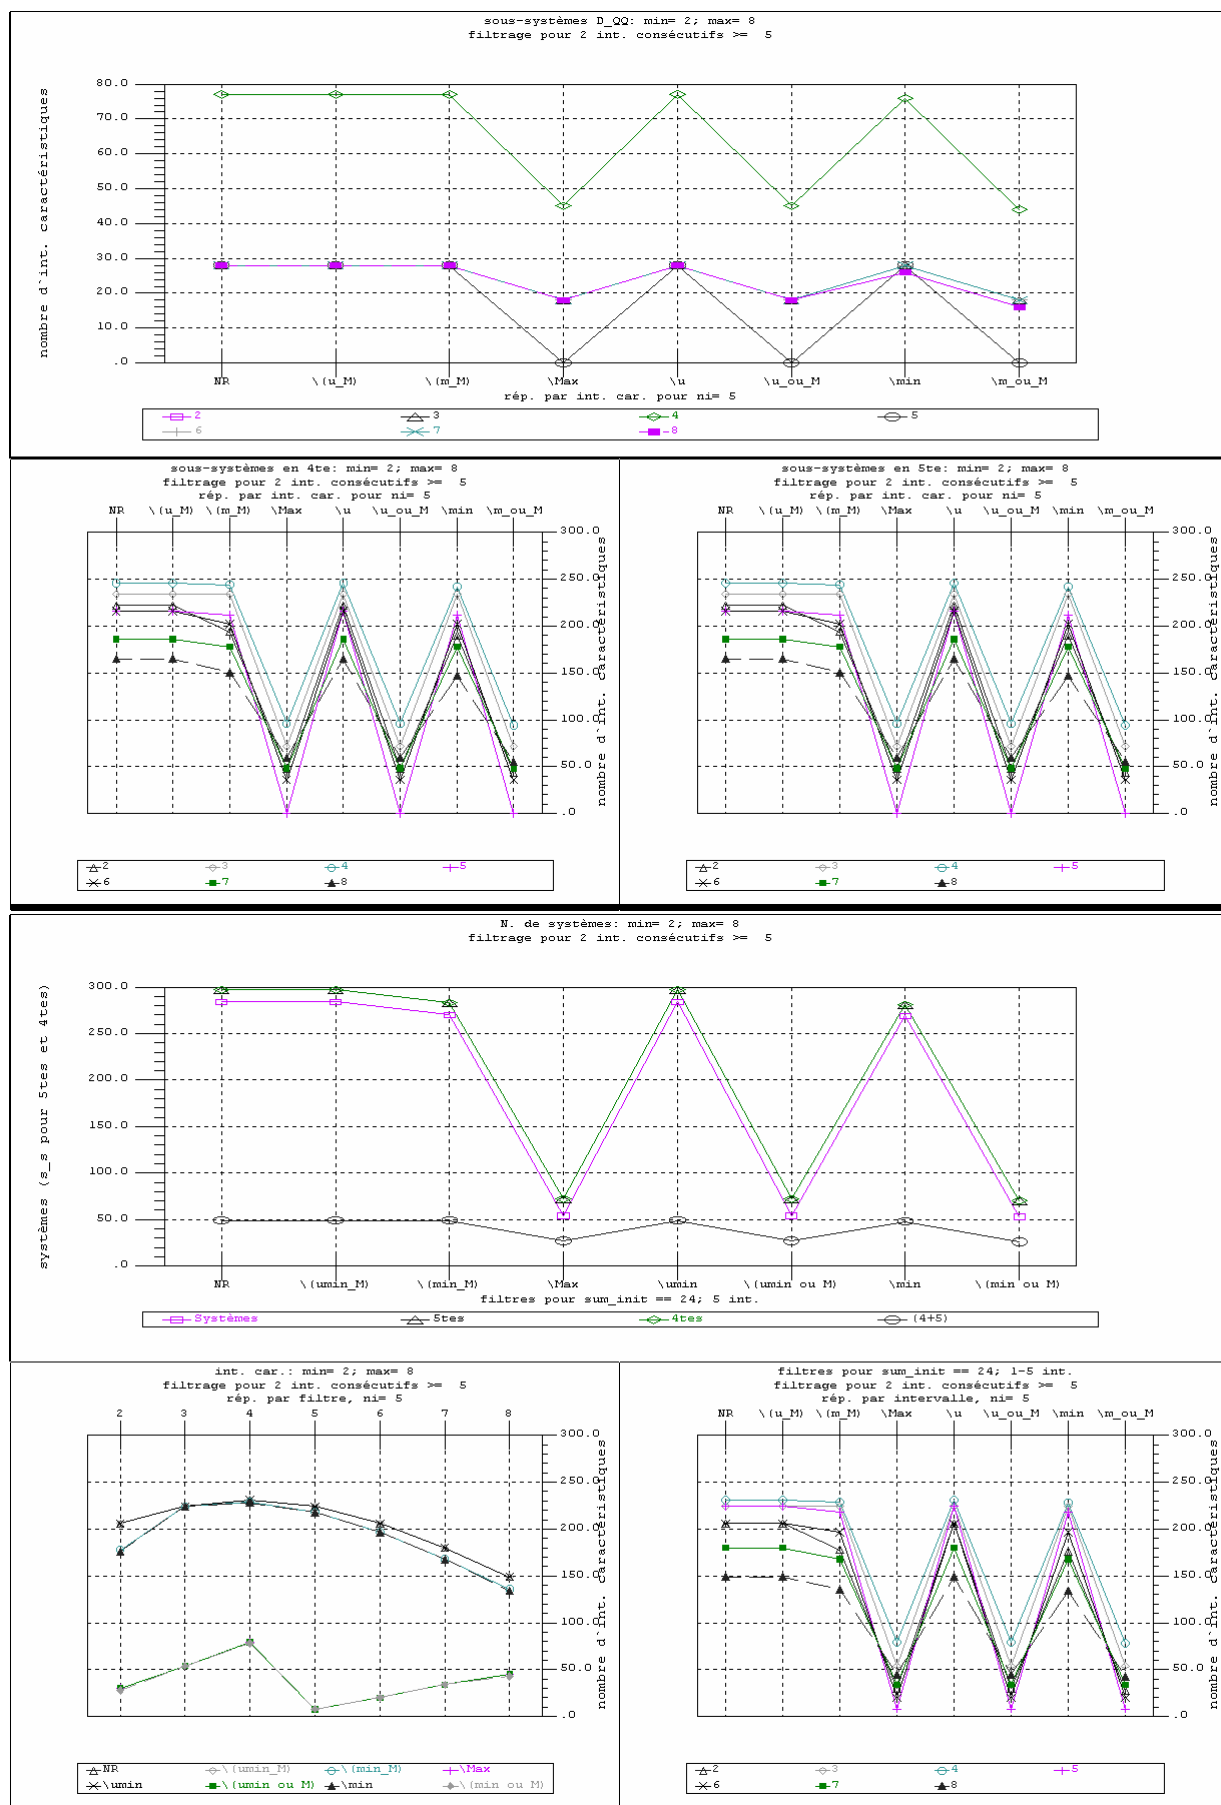 sous-systèmes D_QQ: min= 2; max= 8
filtrage pour 2 int. consécutifs >= 5
nombre d`int. caractéristiques
80.0
70.0
60.0
50.0
40.0
30.0
20.0
10.0
.0
NR \(u_M) \(m_M) \Max \u \u_ou_M \min \m_ou_M
rép. par int. car. pour ni= 5
2 3 4 5
6 7 8
sous-systèmes en 4te: min= 2; max= 8
filtrage pour 2 int. consécutifs >= 5
rép. par int. car. pour ni= 5
NR \(u_M) \(m_M) \Max \u \u_ou_M \min \m_ou_M
300.0
250.0
200.0
150.0
100.0
50.0
.0
nombre d`int. caractéristiques
2 3 4 5
6 7 8
sous-systèmes en 5te: min= 2; max= 8
filtrage pour 2 int. consécutifs >= 5
rép. par int. car. pour ni= 5
NR \(u_M) \(m_M) \Max \u \u_ou_M \min \m_ou_M
300.0
250.0
200.0
150.0
100.0
50.0
.0
nombre d`int. caractéristiques
2 3 4 5
6 7 8
N. de systèmes: min= 2; max= 8
filtrage pour 2 int. consécutifs >= 5
systèmes (s_s pour 5tes et 4tes)
300.0
250.0
200.0
150.0
100.0
50.0
.0
NR \(umin_M) \(min_M) \Max \umin \(umin ou M) \min \(min ou M)
filtres pour sum_init == 24; 5 int.
Systèmes 5tes 4tes (4+5)
int. car.: min= 2; max= 8
filtrage pour 2 int. consécutifs >= 5
rép. par filtre, ni= 5
2 3 4 5 6 7 8
300.0
250.0
200.0
150.0
100.0
50.0
.0
nombre d`int. caractéristiques
NR \(umin_M) \(min_M) \Max
\umin \(umin ou M) \min \(min ou M)
filtres pour sum_init == 24; 1-5 int.
filtrage pour 2 int. consécutifs >= 5
rép. par intervalle, ni= 5
NR \(u_M) \(m_M) \Max \u \u_ou_M \min \m_ou_M
300.0
250.0
200.0
150.0
100.0
50.0
.0
nombre d`int. caractéristiques
2 3 4 5
6 7 8